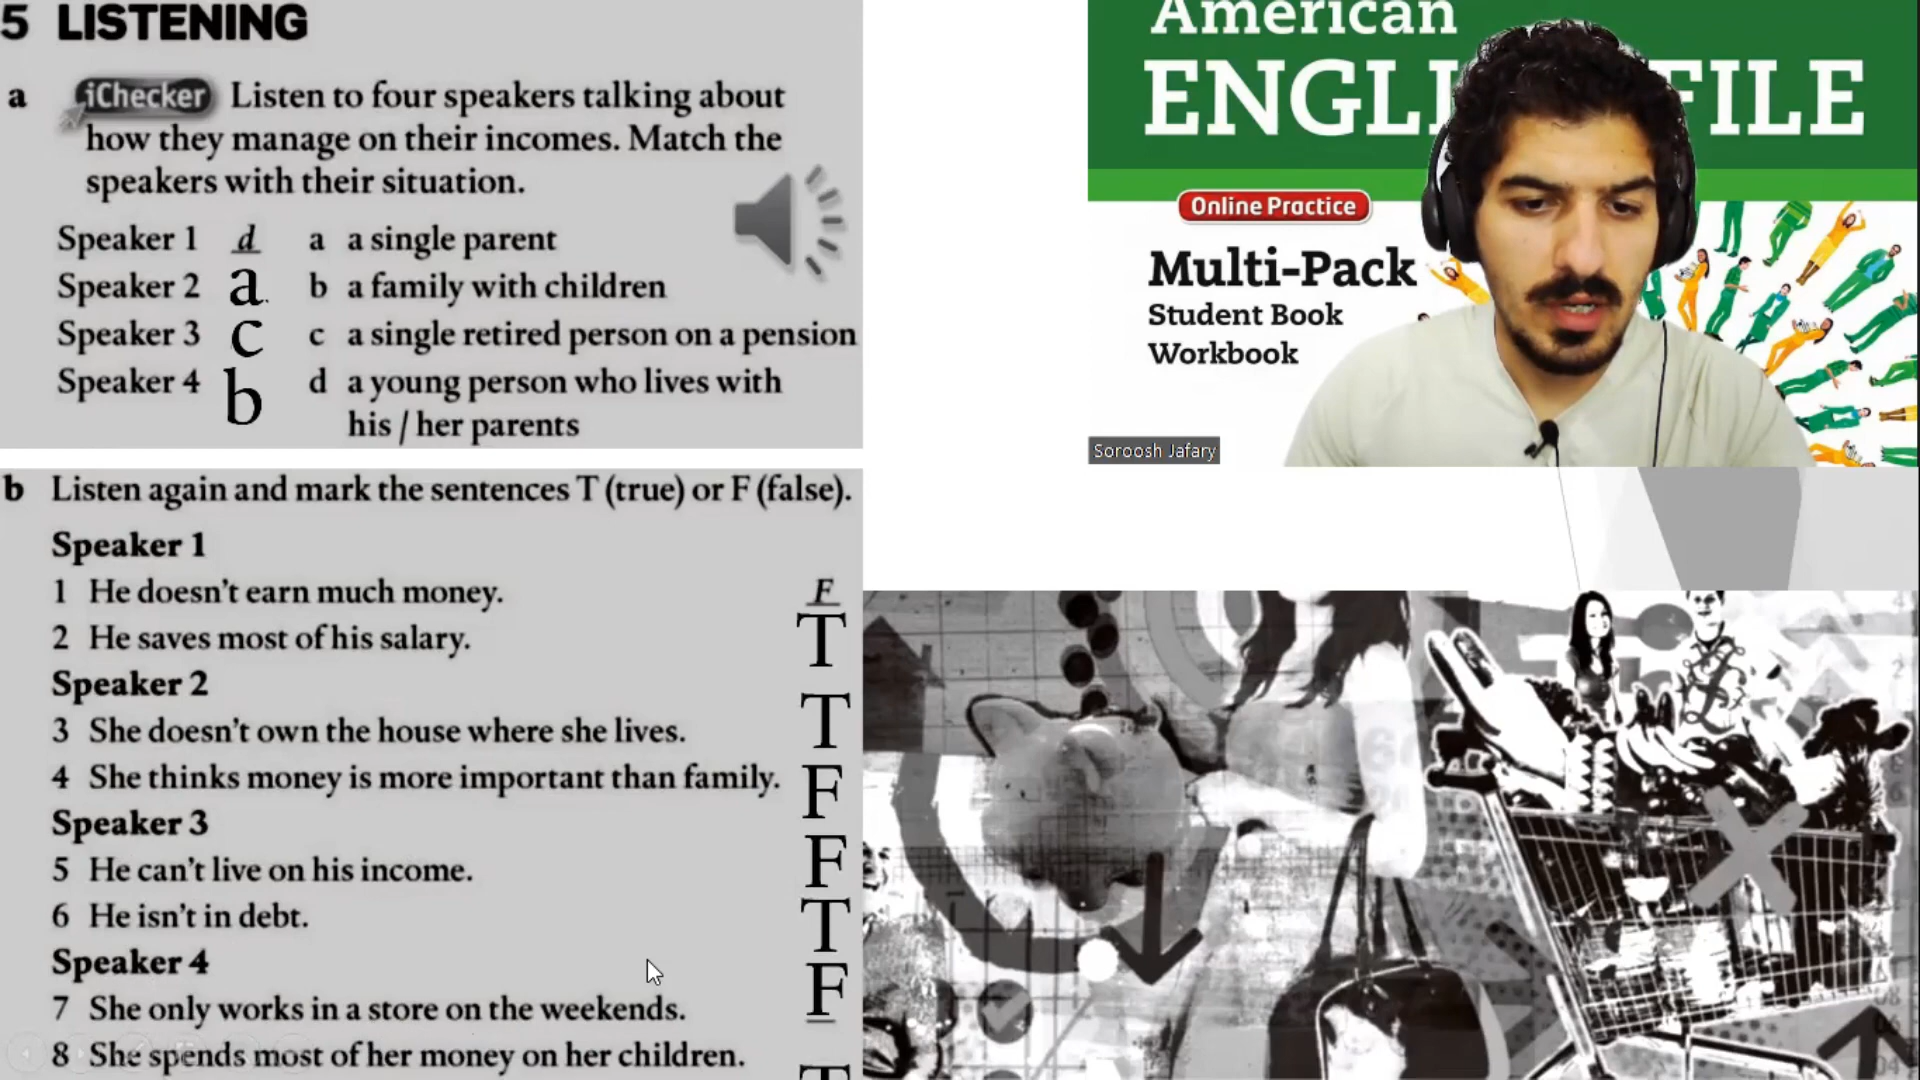 5 LISTENING
a iChecker Listen to four speakers talking about
how they manage on their incomes. Match the
speakers with their situation.
Speaker 1 d a a single parent
Speaker 2 a b a family with children
Speaker 3 c c a single retired person on a pension
Speaker 4 b d a young person who lives with
his / her parents
b Listen again and mark the sentences T (true) or F (false).
Speaker 1
1 He doesn't earn much money. F
2 He saves most of his salary. T
Speaker 2
3 She doesn't own the house where she lives. T
4 She thinks money is more important than family. F
Speaker 3
5 He can't live on his income. F
6 He isn't in debt. T
Speaker 4
7 She only works in a store on the weekends. F
8 She spends most of her money on her children. T
American
ENGLI FILE
Online Practice
Multi-Pack
Student Book
Workbook
Soroosh Jafary